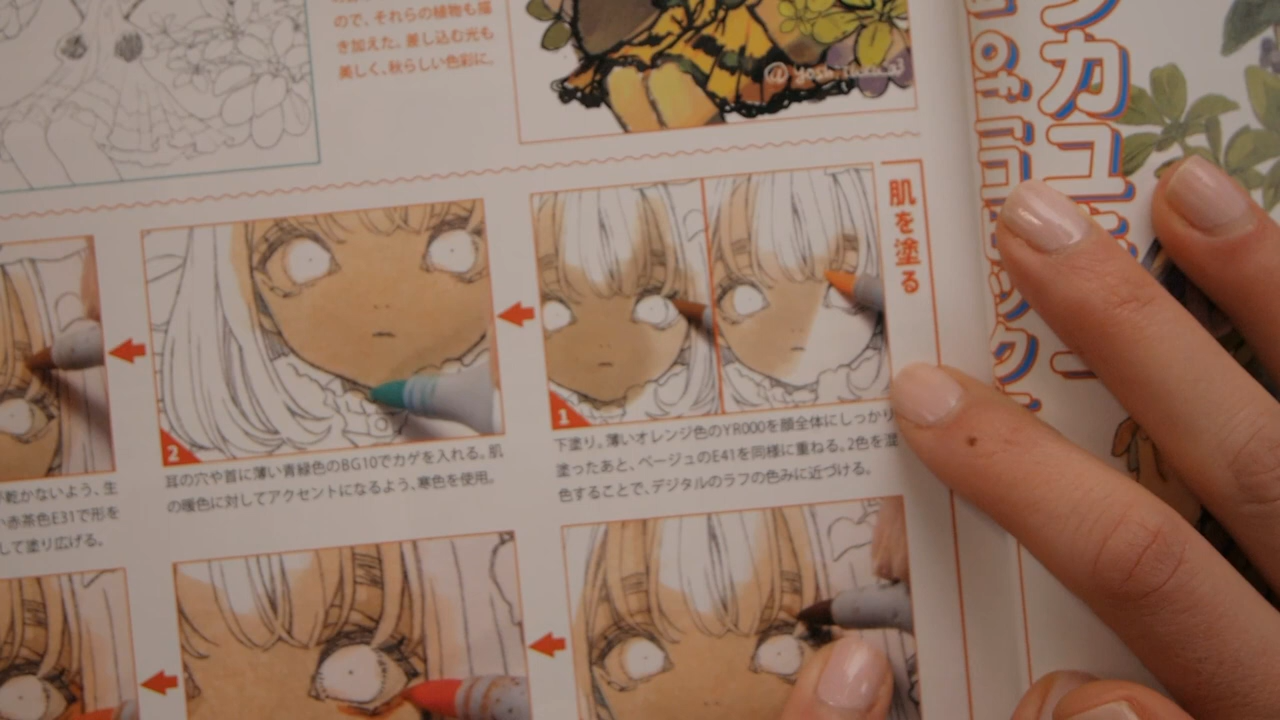 ので、それらの植物も描
き加えた。差し込む光も
美しく、秋らしい色彩に。
肌を塗る
1
下塗り。薄いオレンジ色のYR000を顔全体にしっかり
塗ったあと、ベージュのE41を同様に重ねる。2色を混
色することで、デジタルのラフの色みに近づける。
2
耳の穴や首に薄い青緑色のBG10でカゲを入れる。肌
の暖色に対してアクセントになるよう、寒色を使用。
乾かないよう、生
赤茶色E31で形を
して塗り広げる。
カユ